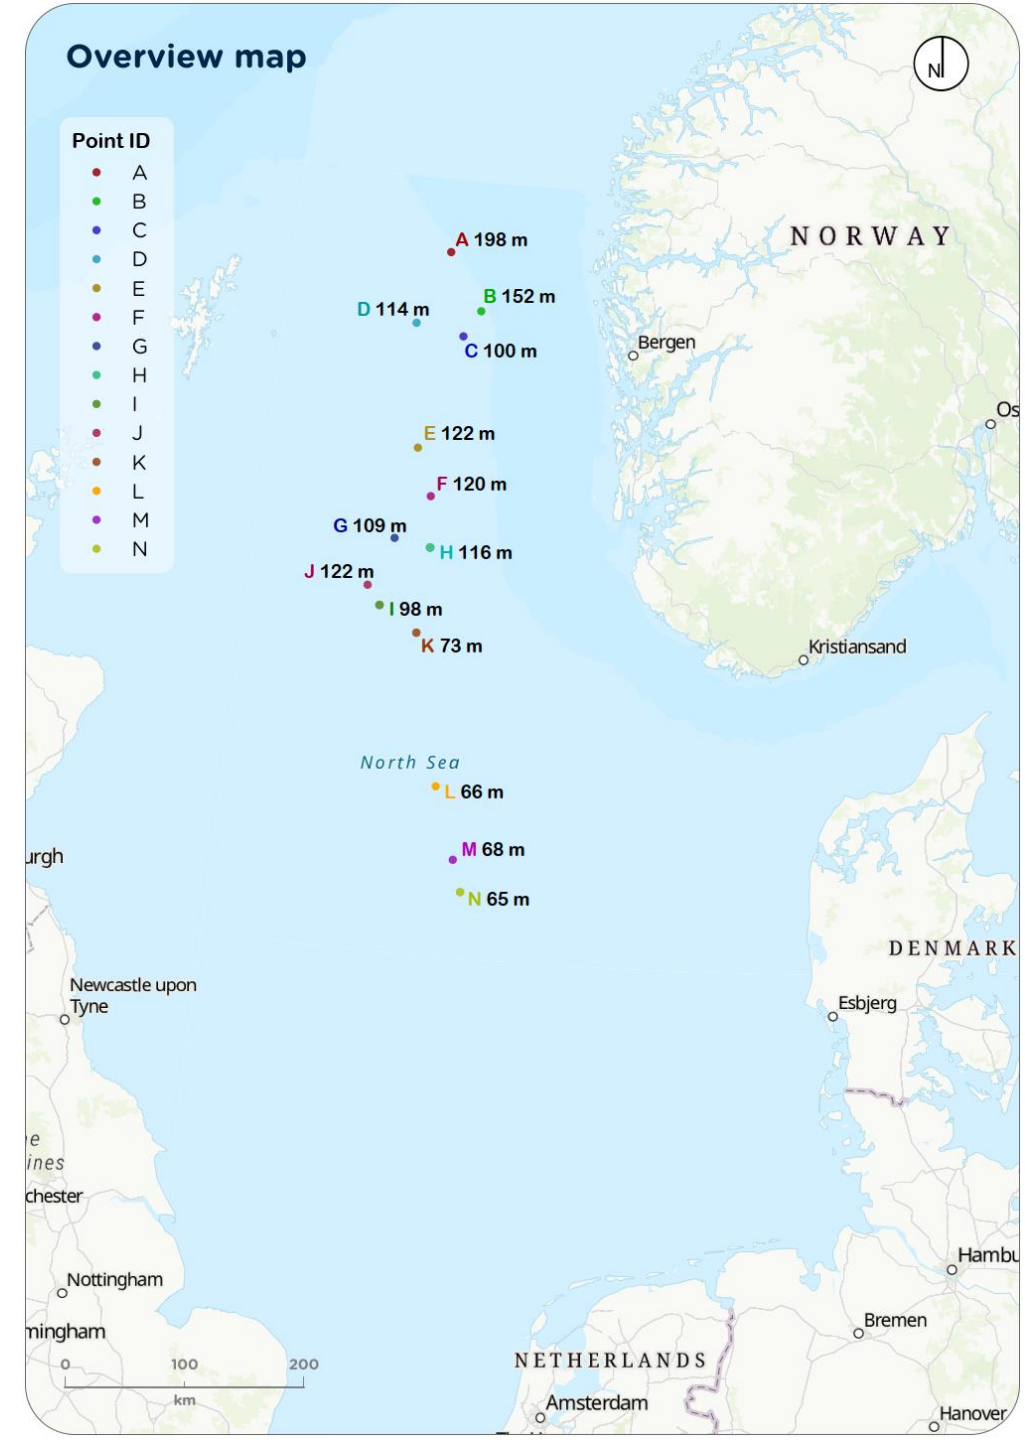 Overview map
N
Point ID
A
B
C
D
E
F
G
H
I
J
K
L
M
N
NORWAY
A 198 m
B 152 m
D 114 m
C 100 m
Bergen
Os
E 122 m
F 120 m
G 109 m
H 116 m
J 122 m
I 98 m
K 73 m
Kristiansand
North Sea
L 66 m
urgh
M 68 m
N 65 m
DENMARK
Newcastle upon
Tyne
Esbjerg
e
ines
chester
Hambu
Nottingham
Bremen
mingham
0 100 200
km
NETHERLANDS
Amsterdam
Hanover